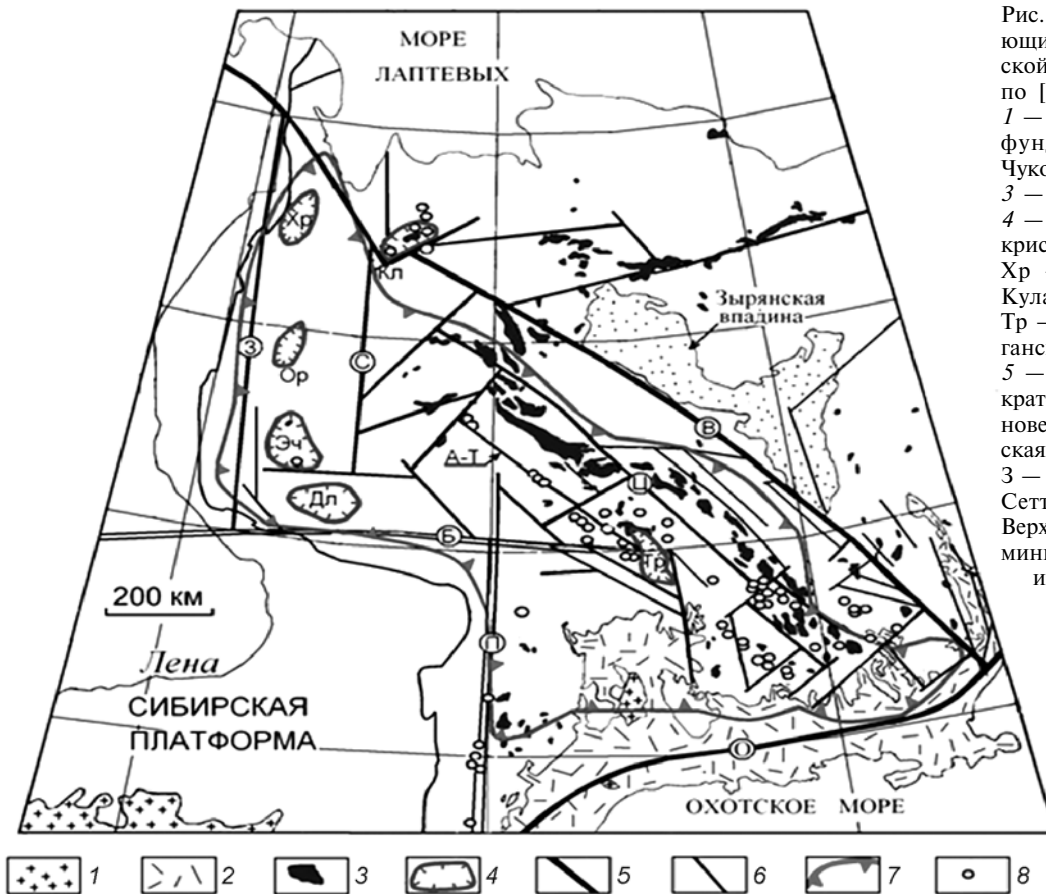 МОРЕ
ЛАПТЕВЫХ
Хр
Кл
Зырянская
впадина
З
С
Ор
В
Эч
А-Т
Ц
Дл
Б
Тр
200 км
П
Лена
СИБИРСКАЯ
ПЛАТФОРМА
О
ОХОТСКОЕ МОРЕ
1 2 3 4 5 6 7 8
Рис.
ющи
ской
по [
1 —
фунд
Чуко
3 —
4 —
крис
Хр –
Кула
Тр –
ганс
5 —
крат
нове
ская
З —
Сетт
Верх
мин
и